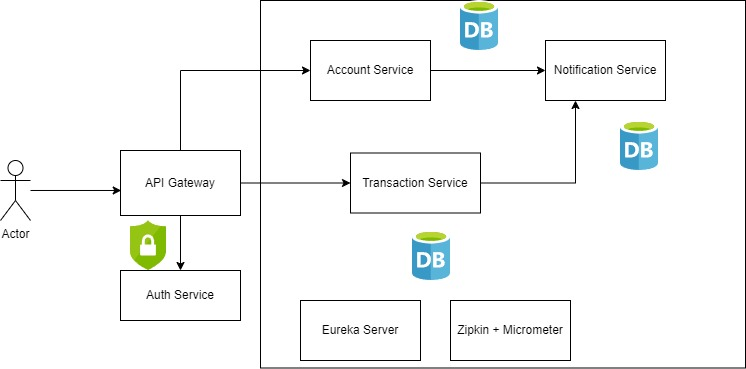 DB
Account Service
Notification Service
DB
API Gateway
Transaction Service
Actor
DB
Auth Service
Eureka Server
Zipkin + Micrometer